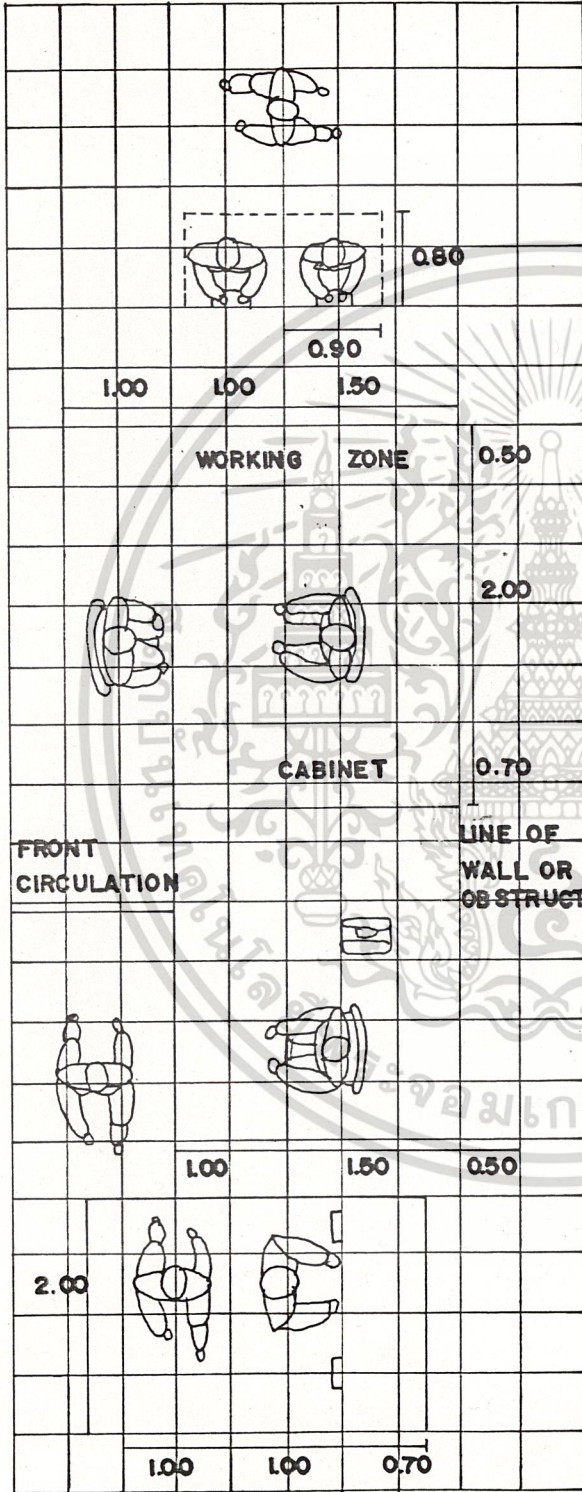 0.80
0.90
1.00 1.00 1.50
WORKING ZONE 0.50
2.00
CABINET 0.70
FRONT
CIRCULATION
LINE OF
WALL OR
OBSTRUCT
1.00 1.50 0.50
2.00
1.00 1.00 0.70